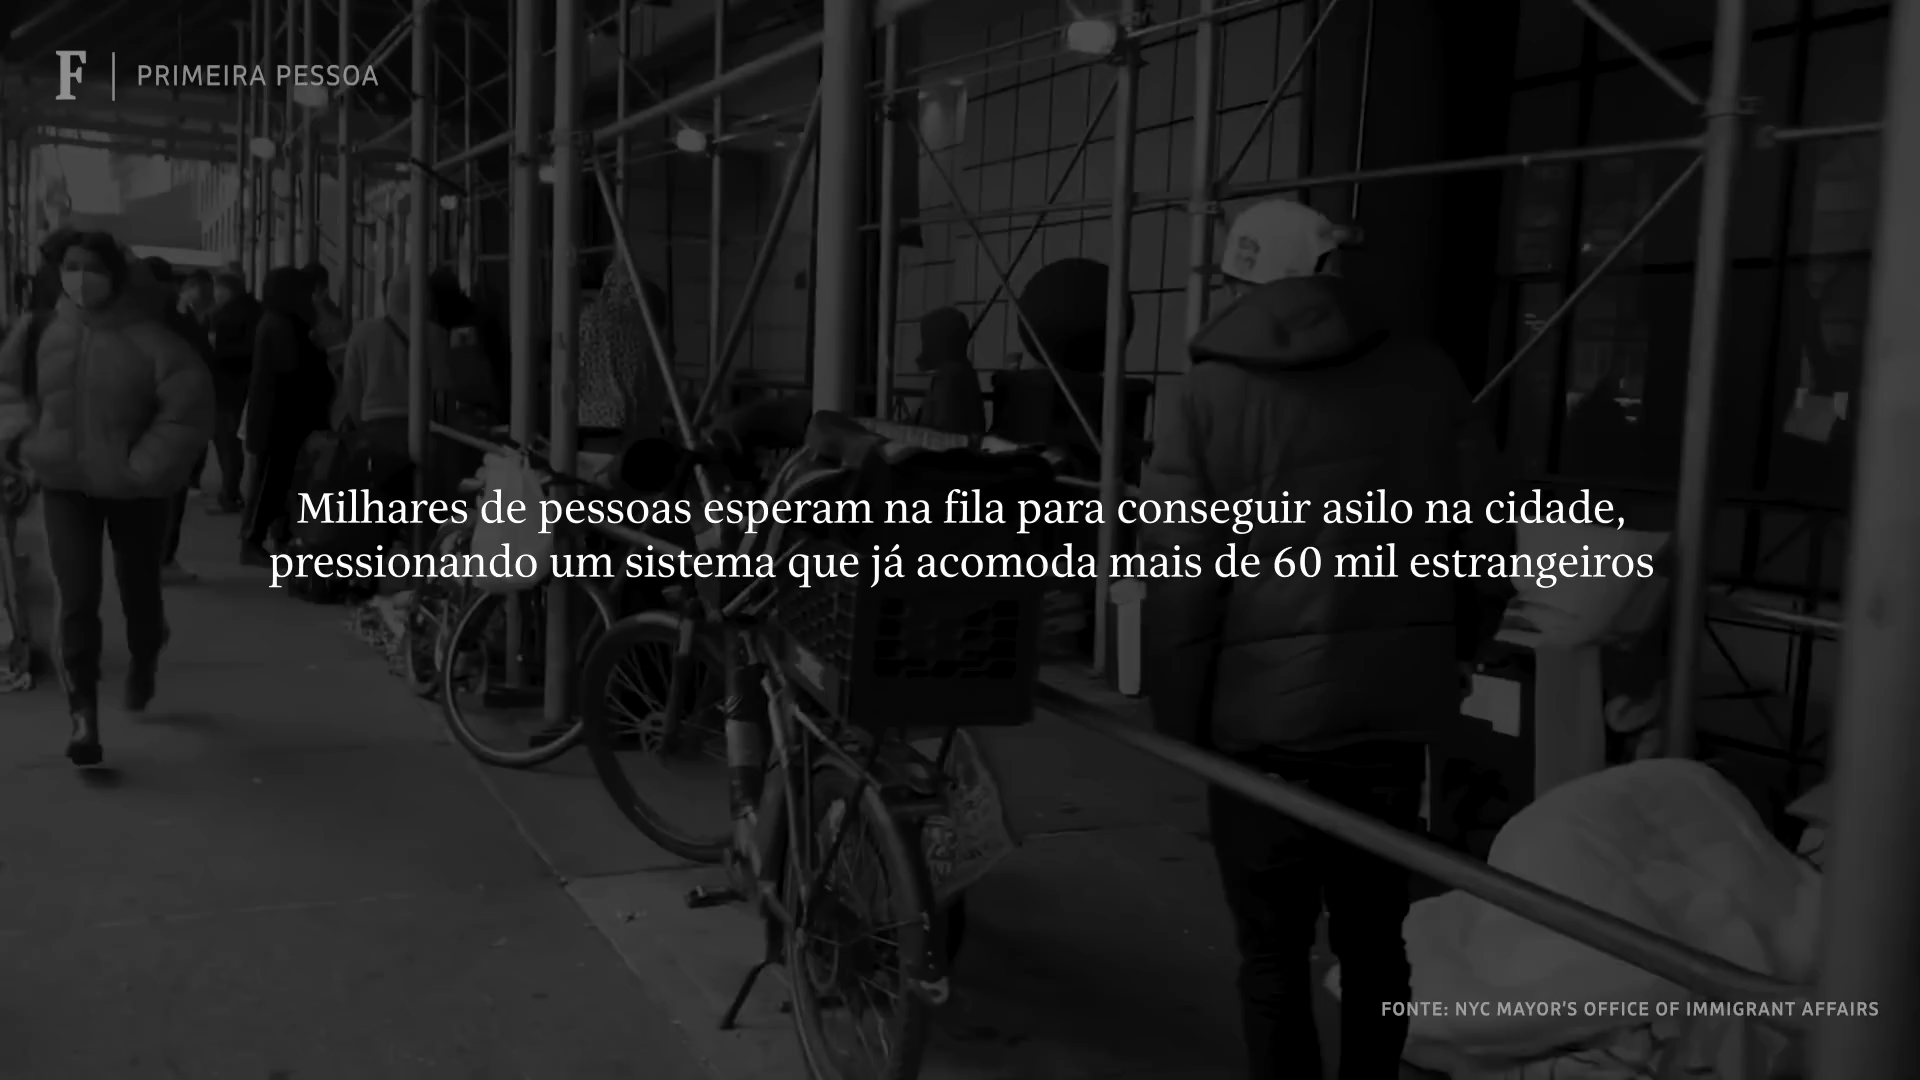 F | PRIMEIRA PESSOA
Milhares de pessoas esperam na fila para conseguir asilo na cidade,
pressionando um sistema que já acomoda mais de 60 mil estrangeiros
FONTE: NYC MAYOR'S OFFICE OF IMMIGRANT AFFAIRS